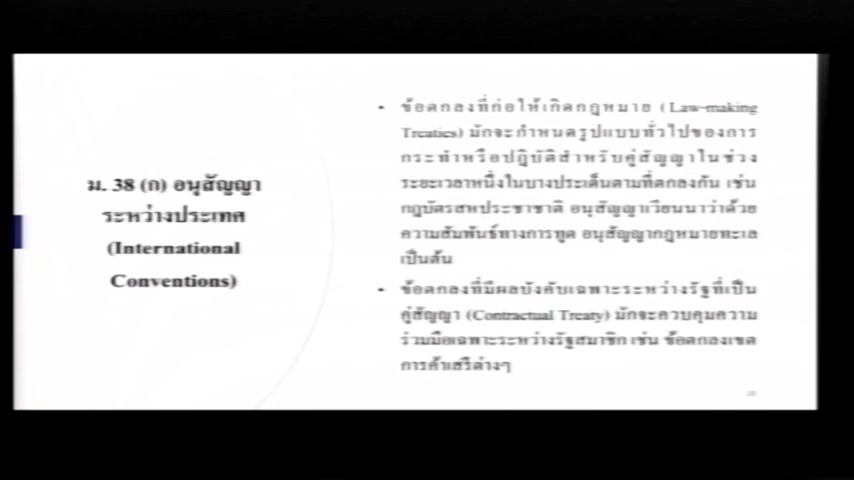 ม. 38 (ก) อนุสัญญา
ระหว่างประเทศ
(International
Conventions)
• ข้อตกลงที่ก่อให้เกิดกฎหมาย (Law-making
Treaties) มักจะกำหนดรูปแบบทั่วไปของการ
กระทำหรือปฏิบัติสำหรับคู่สัญญาในช่วง
ระยะเวลาหนึ่งในบางประเด็นตามที่ตกลงกัน เช่น
กฎบัตรสหประชาชาติ อนุสัญญาเวียนนาว่าด้วย
ความสัมพันธ์ทางการทูต อนุสัญญากฎหมายทะเล
เป็นต้น
• ข้อตกลงที่มีผลบังคับเฉพาะระหว่างรัฐที่เป็น
คู่สัญญา (Contractual Treaty) มักจะควบคุมความ
ร่วมมือเฉพาะระหว่างรัฐสมาชิก เช่น ข้อตกลงเขต
การค้าเสรีต่างๆ